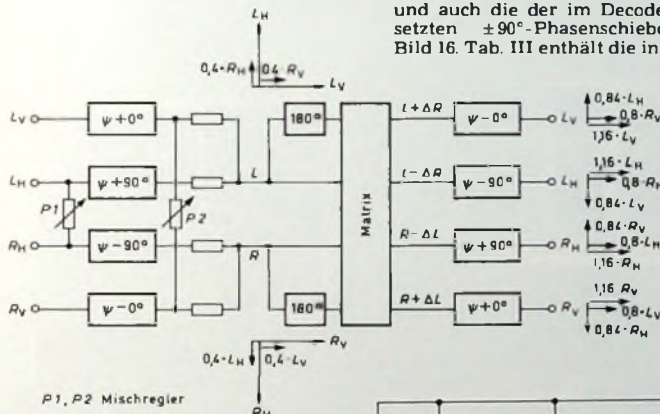 und auch die der im Decode
setzten ±90°-Phasenschiebe
Bild 16. Tab. III enthält die in
L_H
0,4·R_H 0,4·R_V
L_V
L_V
ψ+0°
180°
L+ΔR
ψ-0°
L_V
0,84·L_H
0,8·R_V
1,16·L_V
L_H
ψ+90°
L
L-ΔR
ψ-90°
L_H
1,16·L_H
0,8·R_H
0,84·L_V
P1
P2
Matrix
R_H
ψ-90°
R
R-ΔL
ψ+90°
R_H
0,84·R_V
0,8·L_H
1,16·R_H
R_V
ψ-0°
180°
R+ΔL
ψ+0°
R_V
1,16 R_V
0,8·L_V
0,84·R_H
R_V
0,4·L_H 0,4·L_V
R_H
P1, P2 Mischregler